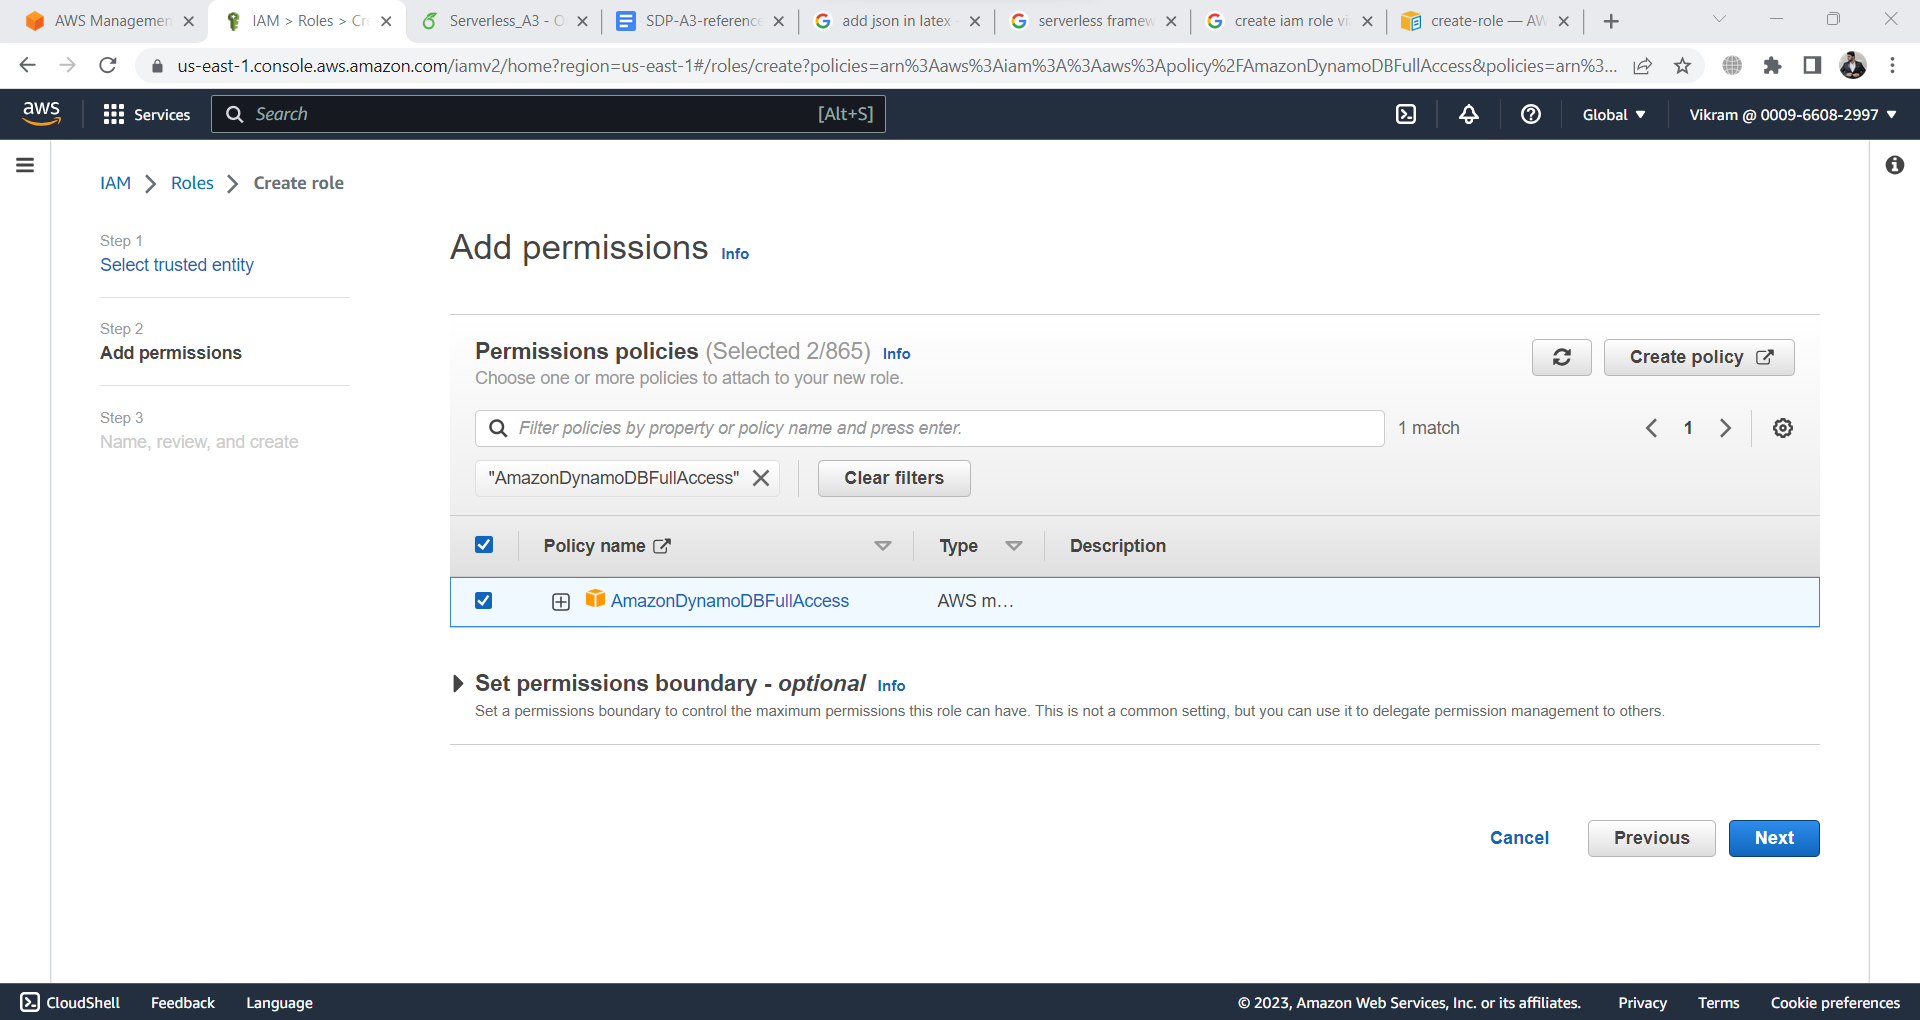 AWS Managemen
IAM > Roles > Cr
Serverless_A3 - O
SDP-A3-reference
add json in latex
serverless framew
create iam role vi
create-role — AW
us-east-1.console.aws.amazon.com/iamv2/home?region=us-east-1#/roles/create?policies=arn%3Aaws%3Aiam%3A%3Aaws%3Apolicy%2FAmazonDynamoDBFullAccess&policies=arn%3...
aws
Services
Search
[Alt+S]
Global
Vikram @ 0009-6608-2997
IAM
Roles
Create role
Step 1
Select trusted entity
Step 2
Add permissions
Step 3
Name, review, and create
Add permissions Info
Permissions policies (Selected 2/865) Info
Choose one or more policies to attach to your new role.
Create policy
Filter policies by property or policy name and press enter.
1 match
1
"AmazonDynamoDBFullAccess"
Clear filters
Policy name
Type
Description
AmazonDynamoDBFullAccess
AWS m...
Set permissions boundary - optional Info
Set a permissions boundary to control the maximum permissions this role can have. This is not a common setting, but you can use it to delegate permission management to others.
Cancel
Previous
Next
CloudShell
Feedback
Language
© 2023, Amazon Web Services, Inc. or its affiliates.
Privacy
Terms
Cookie preferences